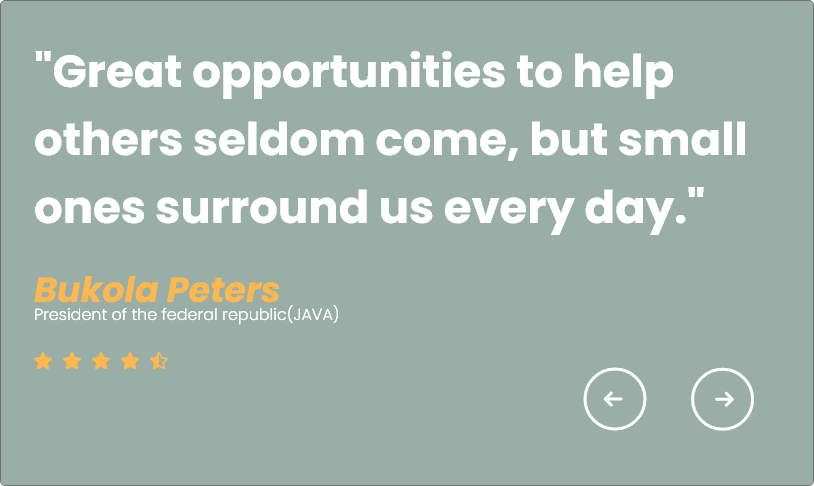 "Great opportunities to help
others seldom come, but small
ones surround us every day."
Bukola Peters
President of the federal republic(JAVA)